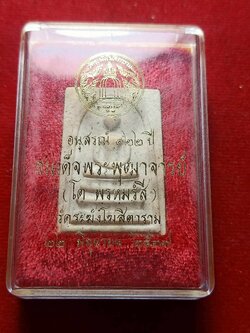 อนุสรณ์ ๑๒๒ ปี
สมเด็จพระพุฒาจารย์
(โต พรหมรังสี)
วัดระฆังโฆสิตาราม
๒๒ มิถุนายน ๒๕๓๗